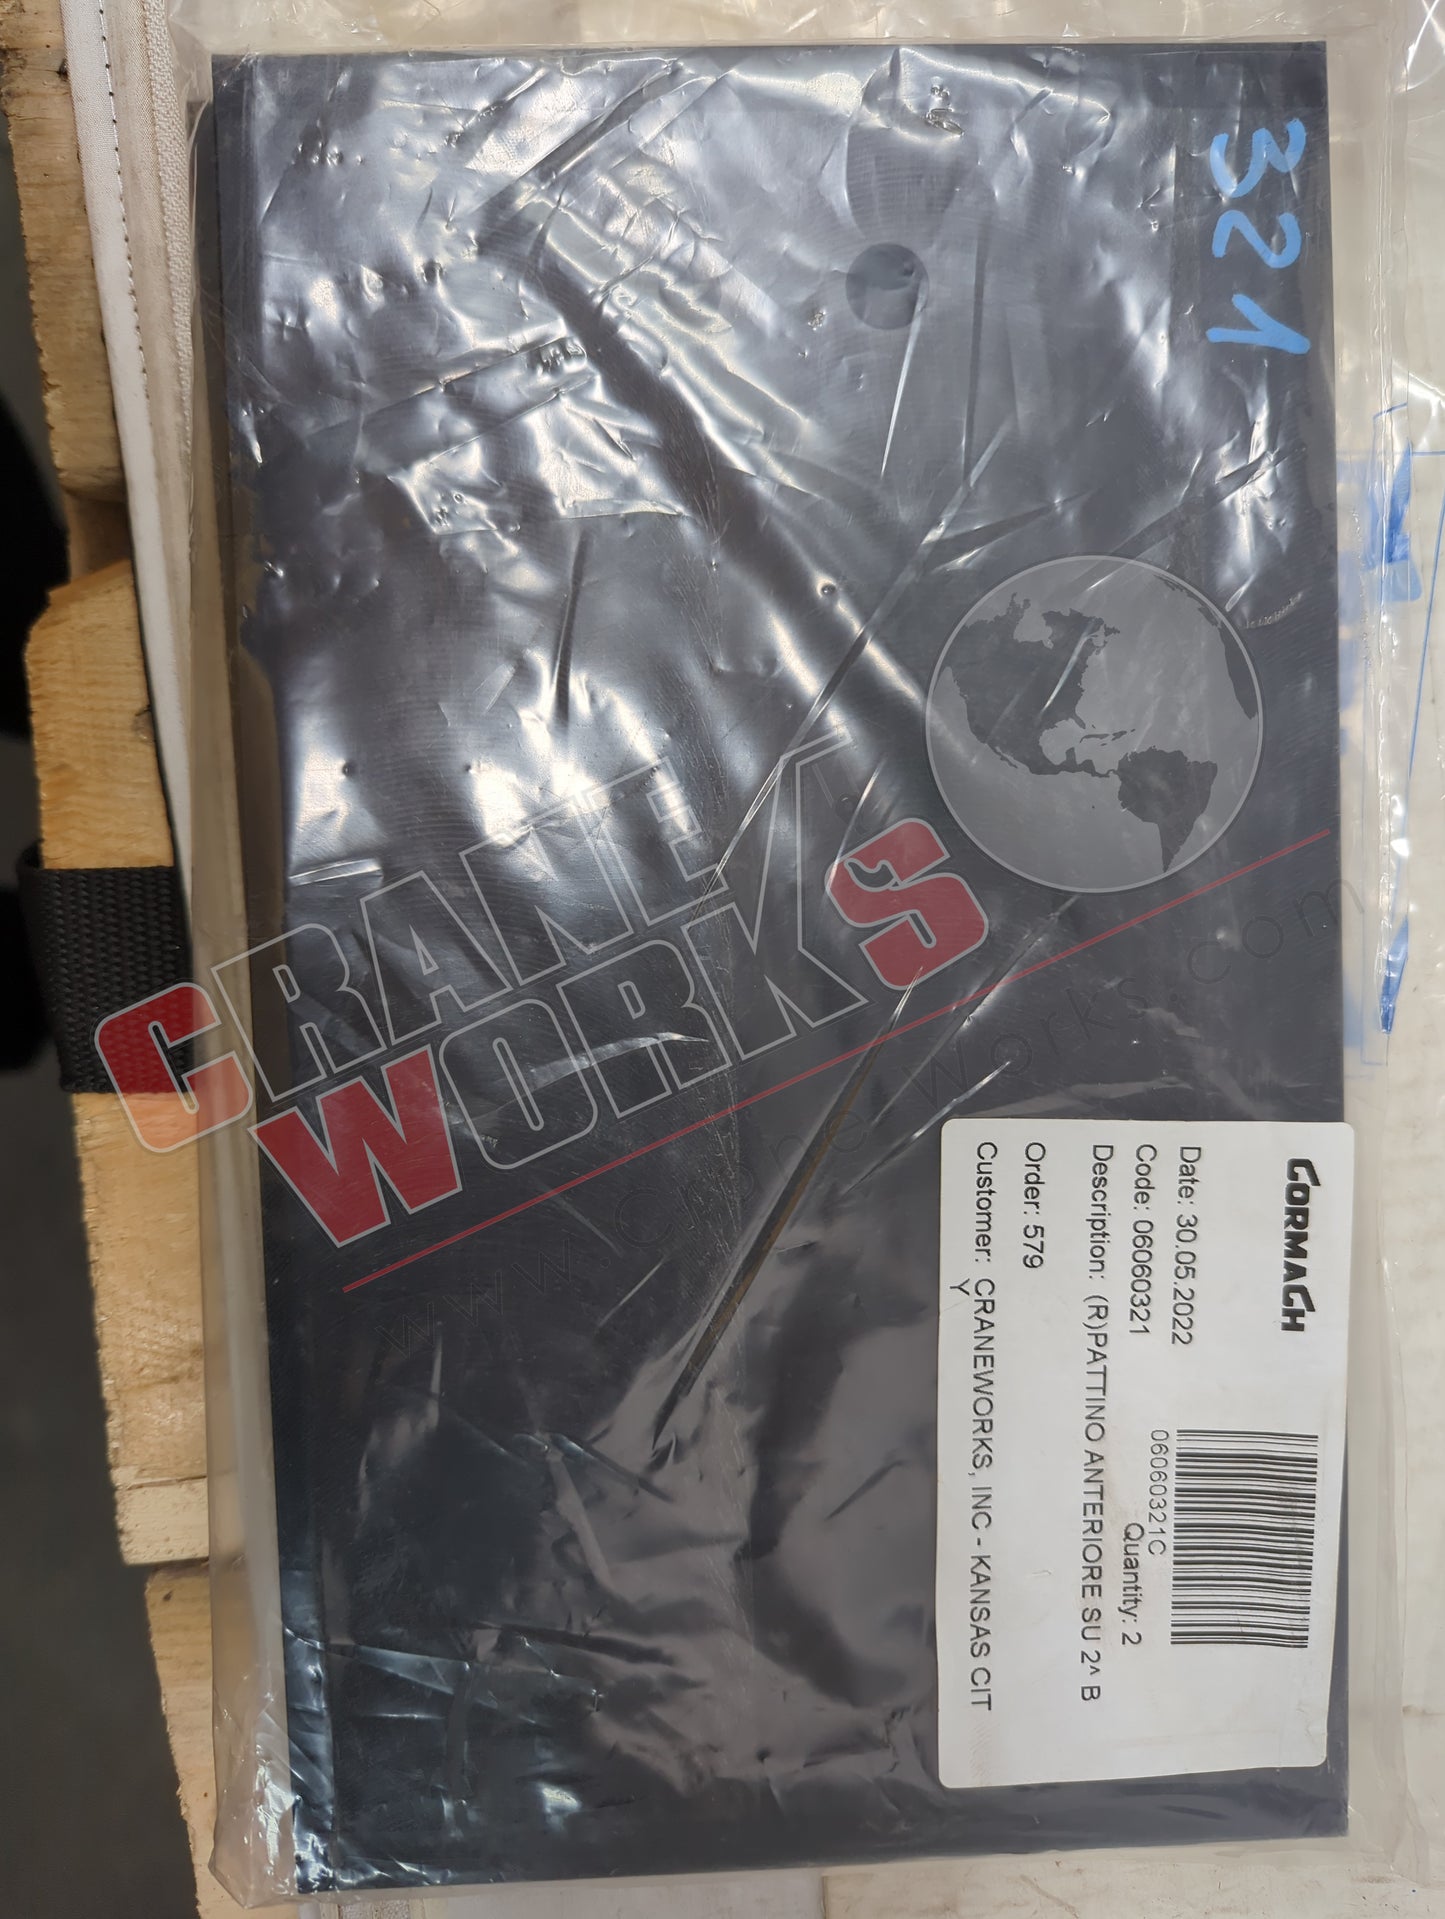 321
CORMACH
Date: 30.05.2022
Code: 06060321
06060321C
Quantity: 2
Description: (R)PATTINO ANTERIORE SU 2^ B
Order: 579
Customer: CRANEWORKS, INC - KANSAS CIT
Y
CRANE
WORKS
www.CraneWorks.com